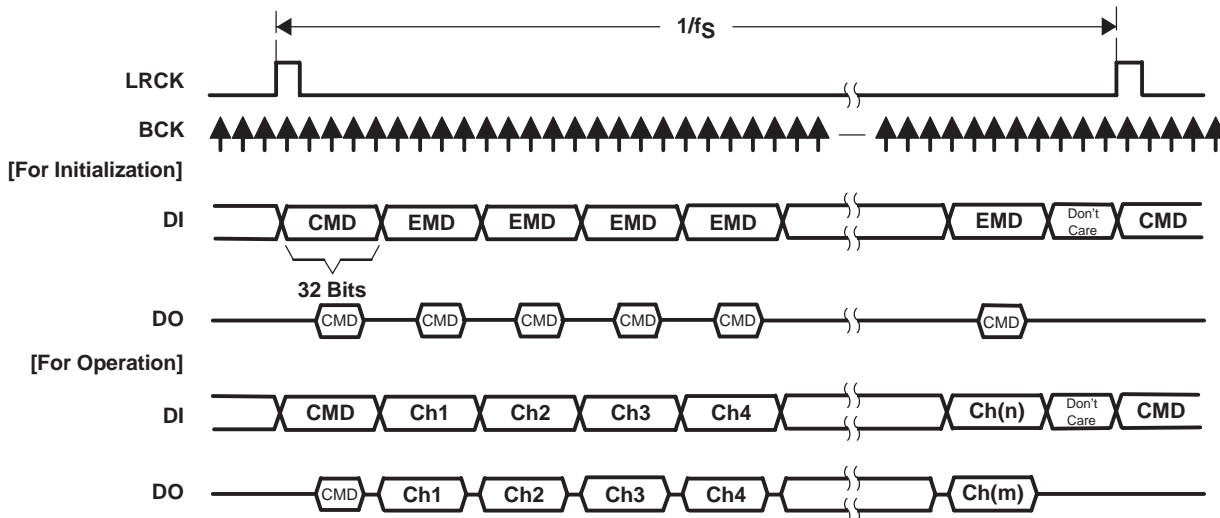 1/fS
LRCK
BCK
[For Initialization]
DI CMD EMD EMD EMD EMD EMD Don't Care CMD
32 Bits
DO CMD CMD CMD CMD CMD CMD
[For Operation]
DI CMD Ch1 Ch2 Ch3 Ch4 Ch(n) Don't Care CMD
DO CMD Ch1 Ch2 Ch3 Ch4 Ch(m)